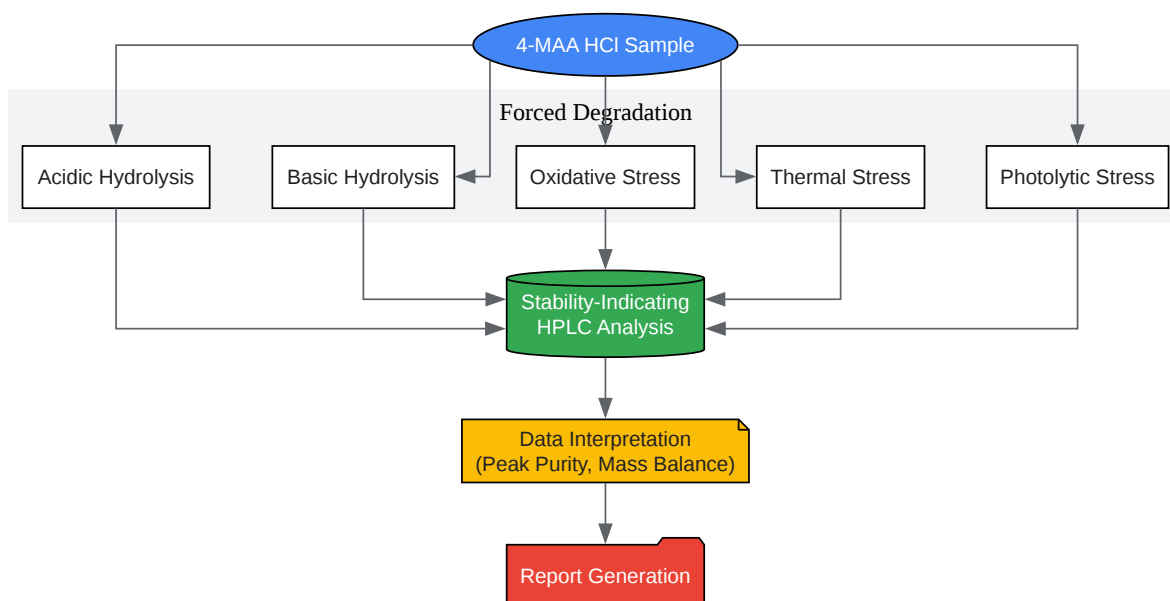 4-MAA HCl Sample
Forced Degradation
Acidic Hydrolysis
Basic Hydrolysis
Oxidative Stress
Thermal Stress
Photolytic Stress
Stability-Indicating
HPLC Analysis
Data Interpretation
(Peak Purity, Mass Balance)
Report Generation